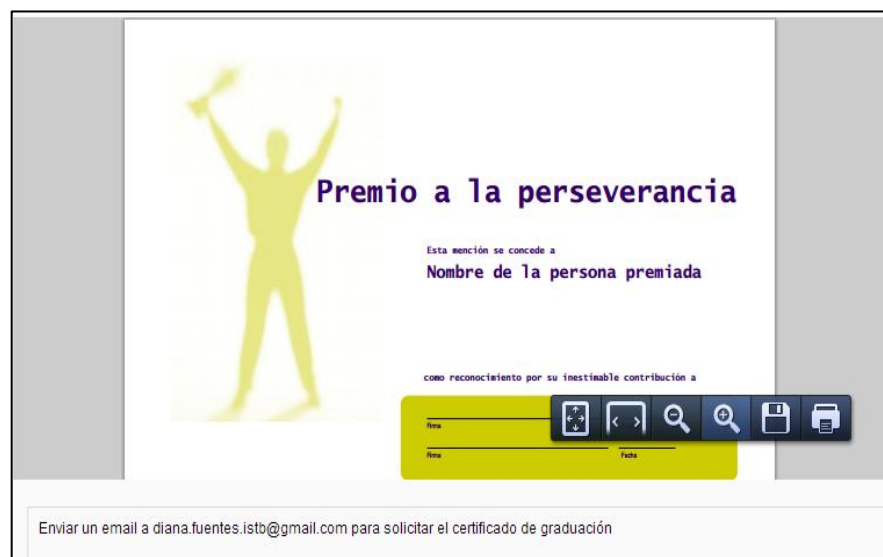 Premio a la perseverancia
Esta mención se concede a
Nombre de la persona premiada
como reconocimiento por su inestimable contribución a
Firma
Firma Fecha
Enviar un email a diana.fuentes.istb@gmail.com para solicitar el certificado de graduación